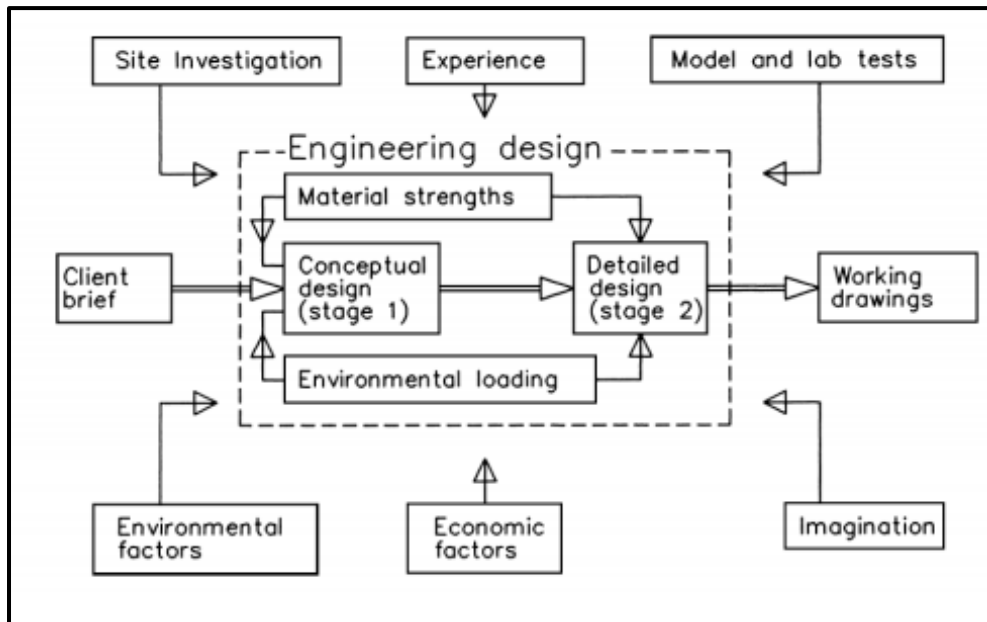 Site Investigation
Experience
Model and lab tests
Engineering design
Material strengths
Client
brief
Conceptual
design
(stage 1)
Detailed
design
(stage 2)
Working
drawings
Environmental loading
Environmental
factors
Economic
factors
Imagination